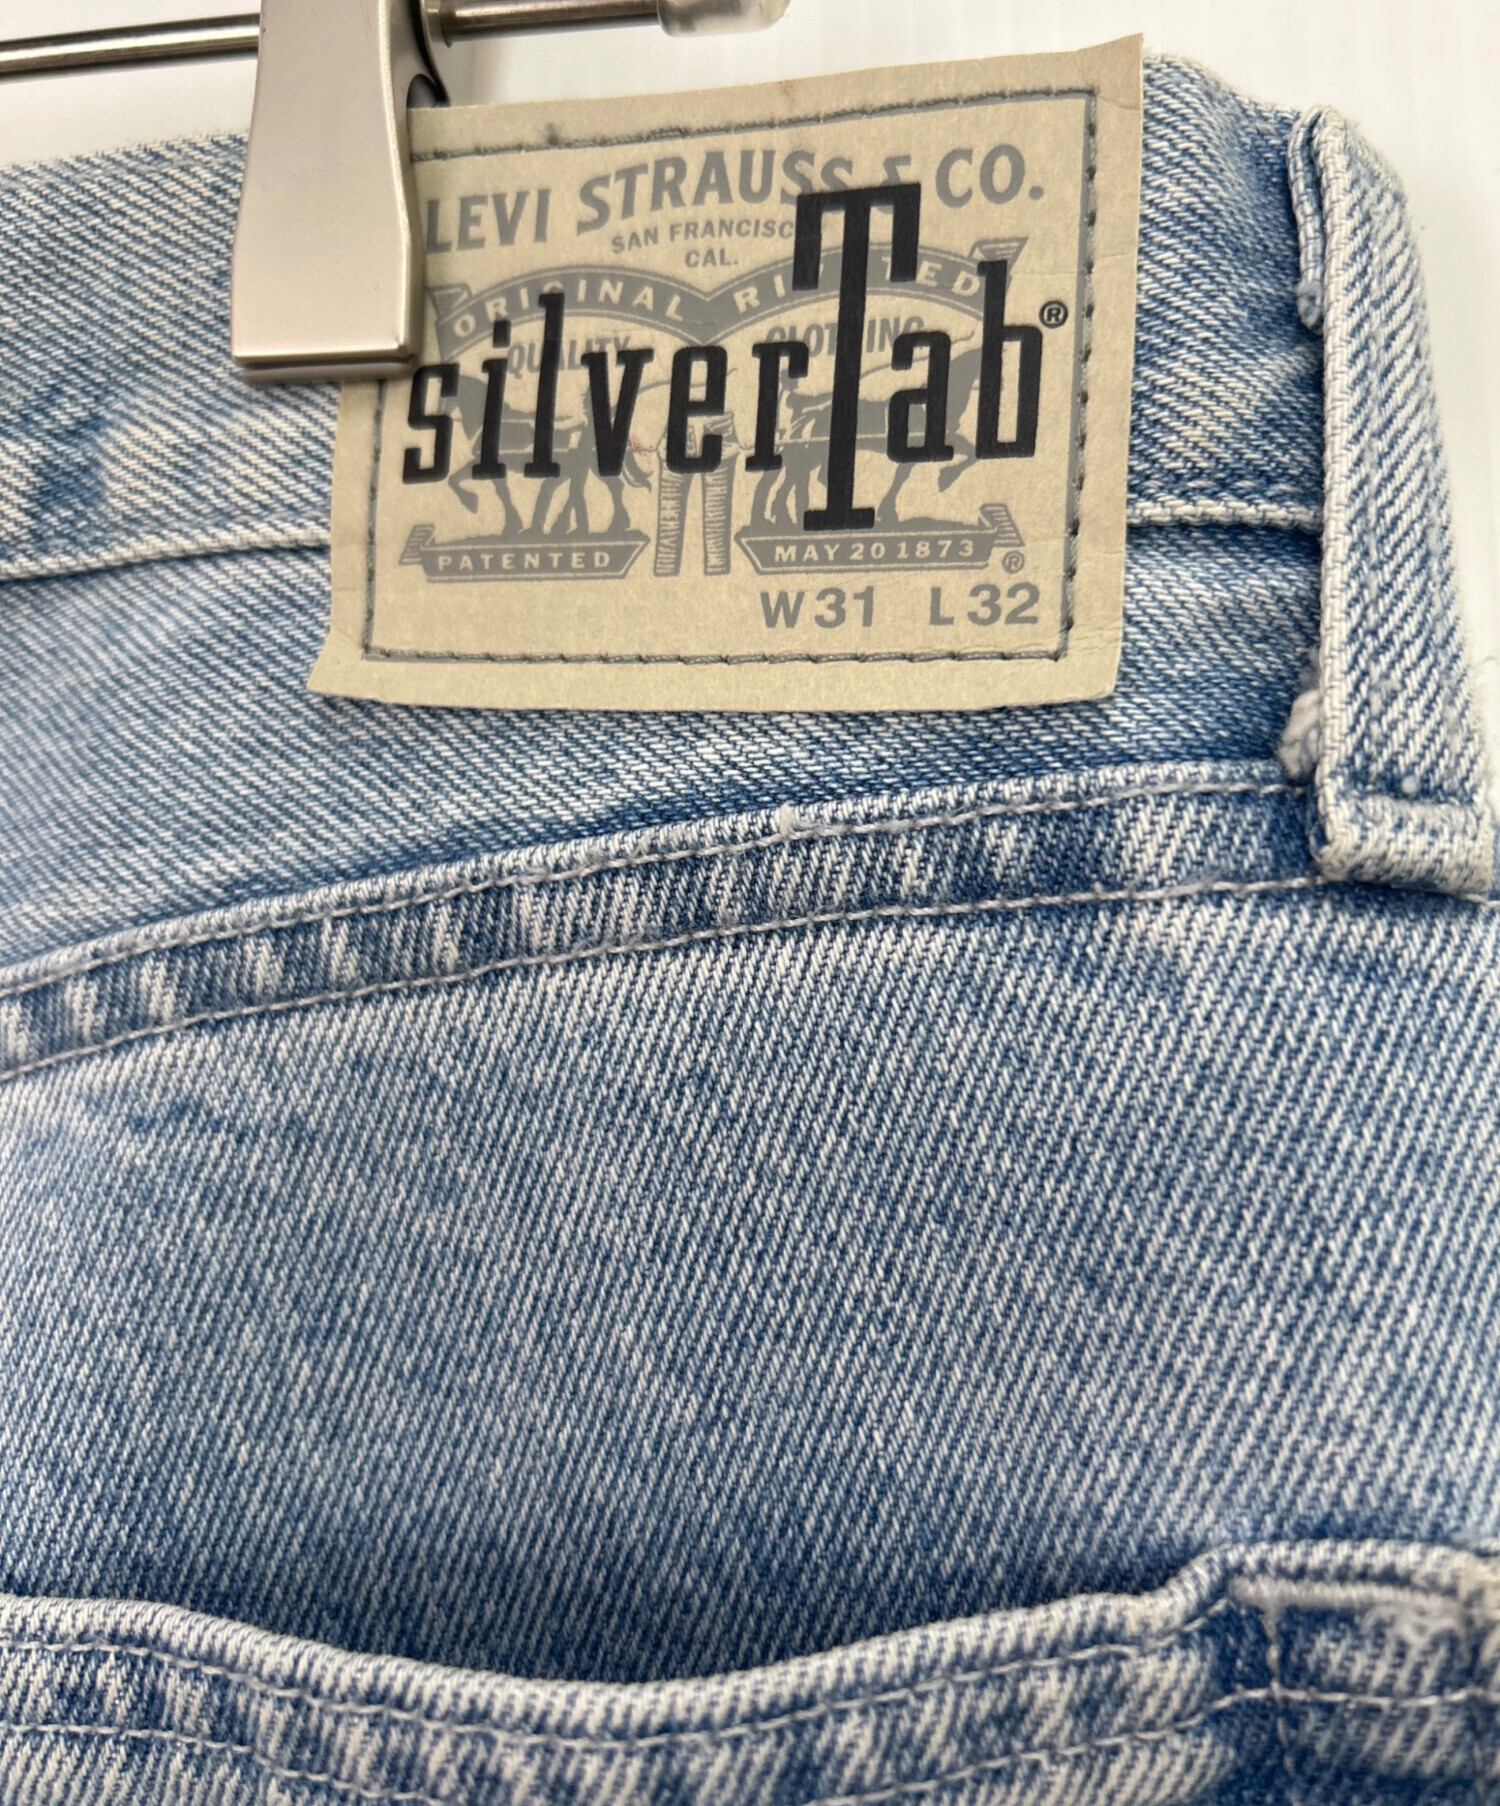 LEVI STRAUSS & CO.
SAN FRANCISCO
CAL.
ORIGINAL RIVETED
QUALITY CLOTHING
silverTab®
PATENTED MAY 20 1873 ®
W31 L32